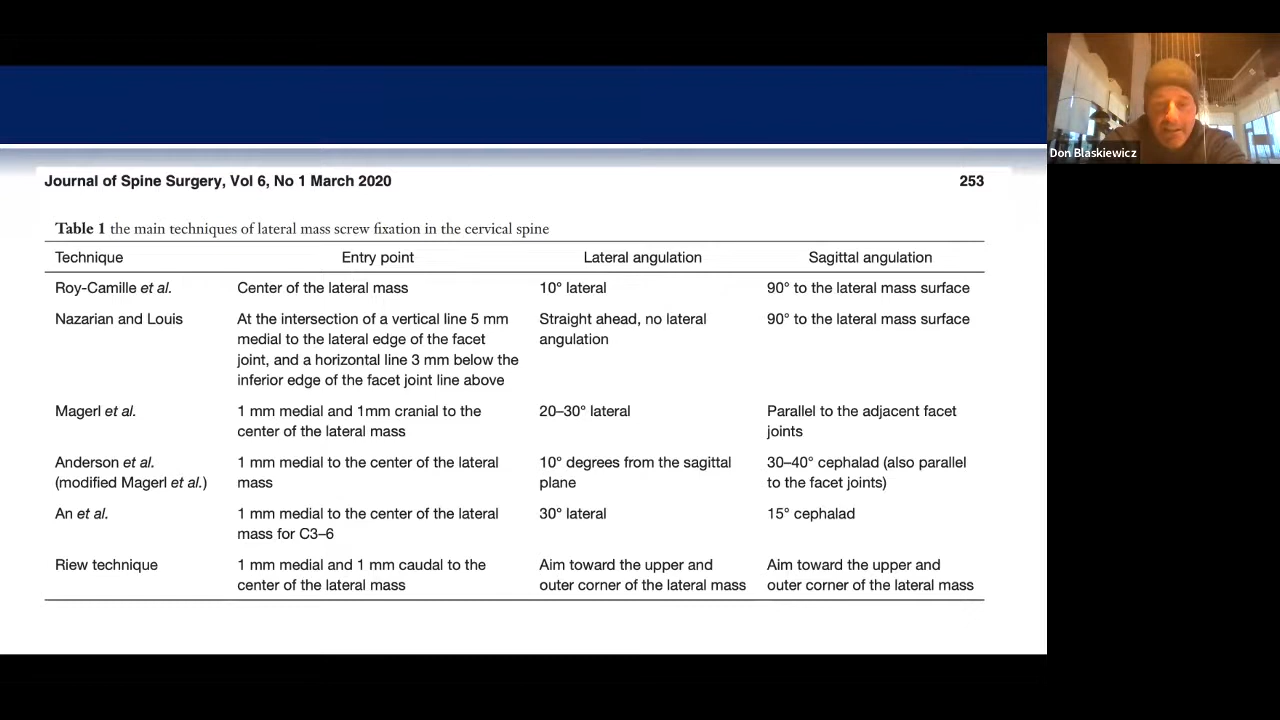 Don Blaskiewicz
Journal of Spine Surgery, Vol 6, No 1 March 2020 253
Table 1 the main techniques of lateral mass screw fixation in the cervical spine
Technique Entry point Lateral angulation Sagittal angulation
Roy-Camille et al. Center of the lateral mass 10° lateral 90° to the lateral mass surface
Nazarian and Louis At the intersection of a vertical line 5 mm Straight ahead, no lateral 90° to the lateral mass surface
medial to the lateral edge of the facet angulation
joint, and a horizontal line 3 mm below the
inferior edge of the facet joint line above
Magerl et al. 1 mm medial and 1mm cranial to the 20–30° lateral Parallel to the adjacent facet
center of the lateral mass joints
Anderson et al. 1 mm medial to the center of the lateral 10° degrees from the sagittal 30–40° cephalad (also parallel
(modified Magerl et al.) mass plane to the facet joints)
An et al. 1 mm medial to the center of the lateral 30° lateral 15° cephalad
mass for C3–6
Riew technique 1 mm medial and 1 mm caudal to the Aim toward the upper and Aim toward the upper and
center of the lateral mass outer corner of the lateral mass outer corner of the lateral mass